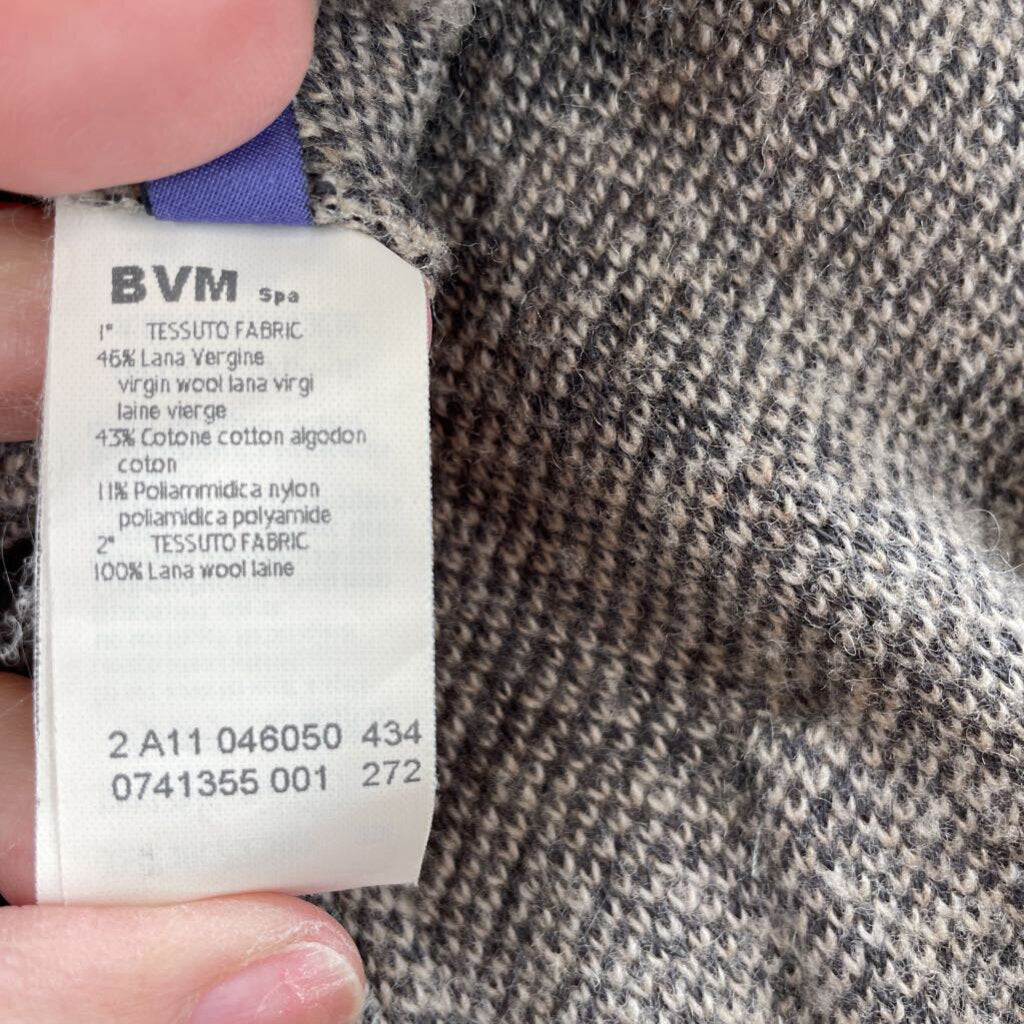 BVM Spa
1° TESSUTO FABRIC
46% Lana Vergine
virgin wool lana virgi
laine vierge
43% Cotone cotton algodon
coton
11% Poliammidica nylon
poliamidica polyamide
2° TESSUTO FABRIC
100% Lana wool laine
2 A11 046050 434
0741355 001 272